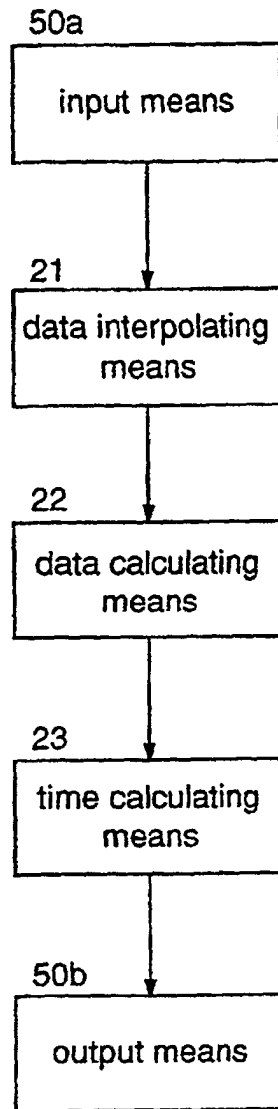 50a
input means
21
data interpolating
means
22
data calculating
means
23
time calculating
means
50b
output means